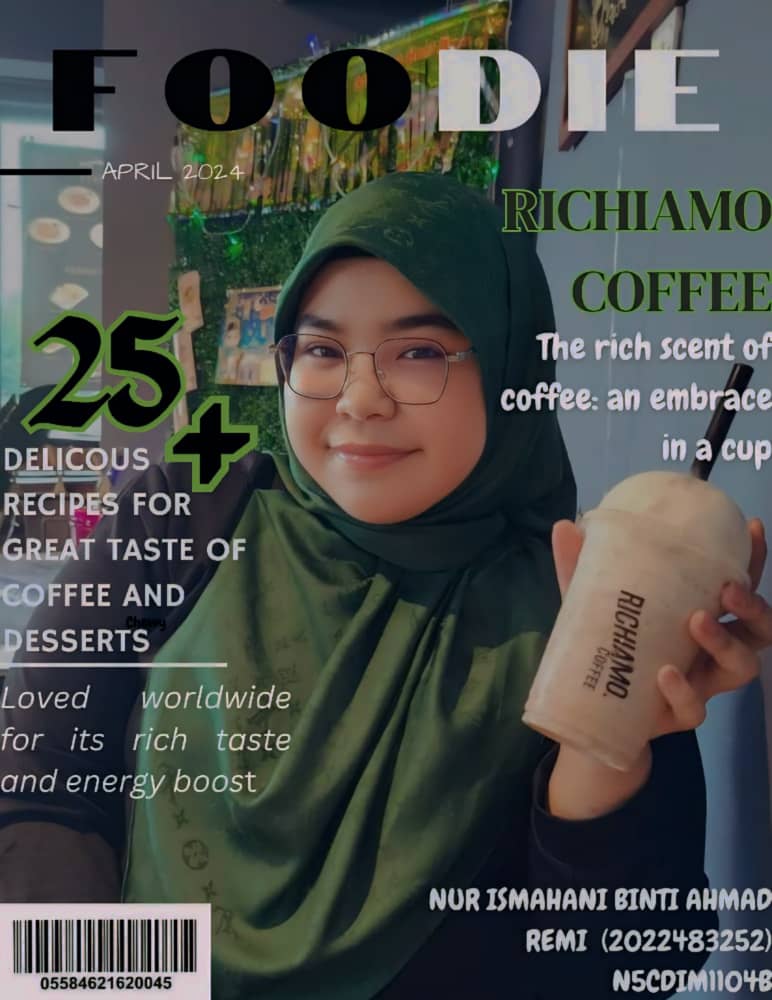 FOODIE
APRIL 2024
RICHIAMO
COFFEE
The rich scent of
coffee: an embrace
in a cup
25+
DELICOUS
RECIPES FOR
GREAT TASTE OF
COFFEE AND
Chewy
DESSERTS
Loved worldwide
for its rich taste
and energy boost
RICHIAMO.
COFFEE
NUR ISMAHANI BINTI AHMAD
REMI (2022483252)
N5CDIM1104B
05584621620045